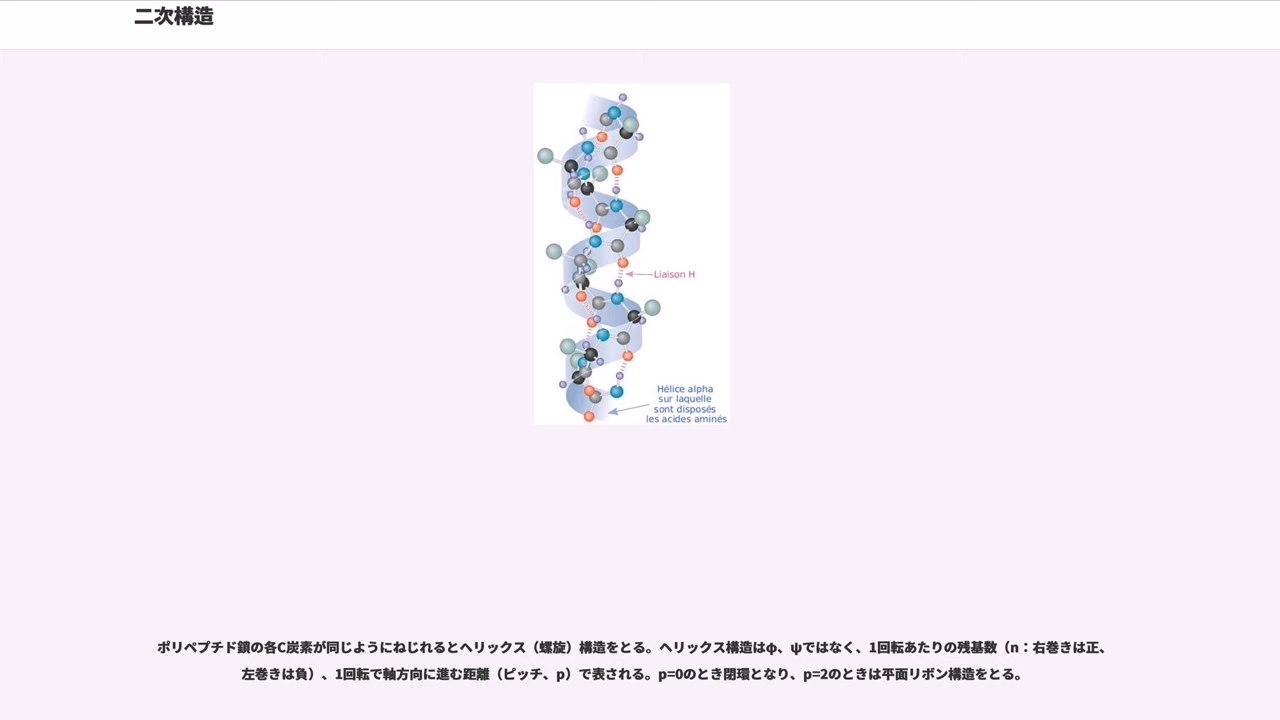 二次構造
Liaison H
Hélice alpha
sur laquelle
sont disposés
les acides aminés
ポリペプチド鎖の各C炭素が同じようにねじれるとヘリックス（螺旋）構造をとる。ヘリックス構造はφ、ψではなく、1回転あたりの残基数（n：右巻きは正、
左巻きは負）、1回転で軸方向に進む距離（ピッチ、p）で表される。p=0のとき閉環となり、p=2のときは平面リボン構造をとる。